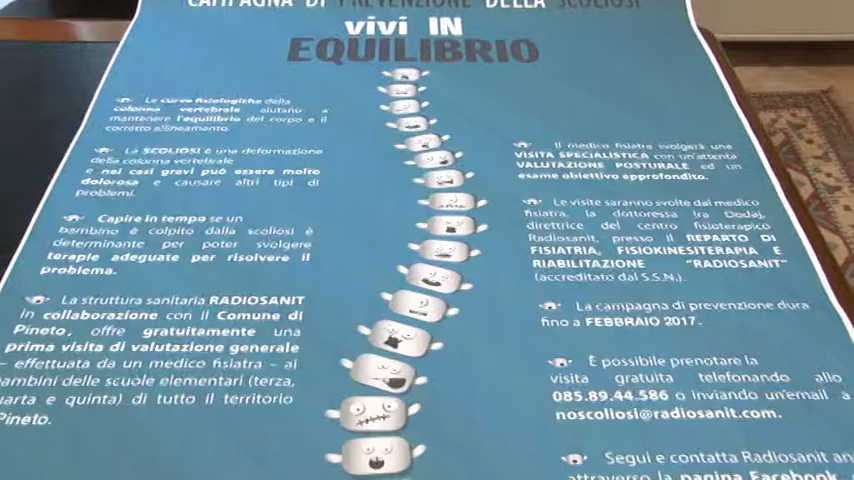 CAMPAGNA DI PREVENZIONE DELLA SCOLIOSI
vivi IN
EQUILIBRIO
Le curve fisiologiche della
colonna vertebrale aiutano a
mantenere l'equilibrio del corpo e il
corretto allineamento.
La SCOLIOSI è una deformazione
della colonna vertebrale
e nei casi gravi può essere molto
dolorosa e causare altri tipi di
problemi.
Capire in tempo se un
bambino è colpito dalla scoliosi è
determinante per poter svolgere
terapie adeguate per risolvere il
problema.
La struttura sanitaria RADIOSANIT
in collaborazione con il Comune di
Pineto, offre gratuitamente una
prima visita di valutazione generale
– effettuata da un medico fisiatra – ai
bambini delle scuole elementari (terza,
quarta e quinta) di tutto il territorio
Pineto.
Il medico fisiatra svolgerà una
VISITA SPECIALISTICA con un'attenta
VALUTAZIONE POSTURALE ed un
esame obiettivo approfondito.
Le visite saranno svolte dal medico
fisiatra, la dottoressa Ira Dodaj,
direttrice del centro fisioterapico
Radiosanit, presso il REPARTO DI
FISIATRIA, FISIOKINESITERAPIA E
RIABILITAZIONE "RADIOSANIT"
(accreditato dal S.S.N.).
La campagna di prevenzione dura
fino a FEBBRAIO 2017.
È possibile prenotare la
visita gratuita telefonando allo
085.89.44.586 o inviando un'email a
noscoliosi@radiosanit.com.
Segui e contatta Radiosanit
attraverso la pagina Facebook